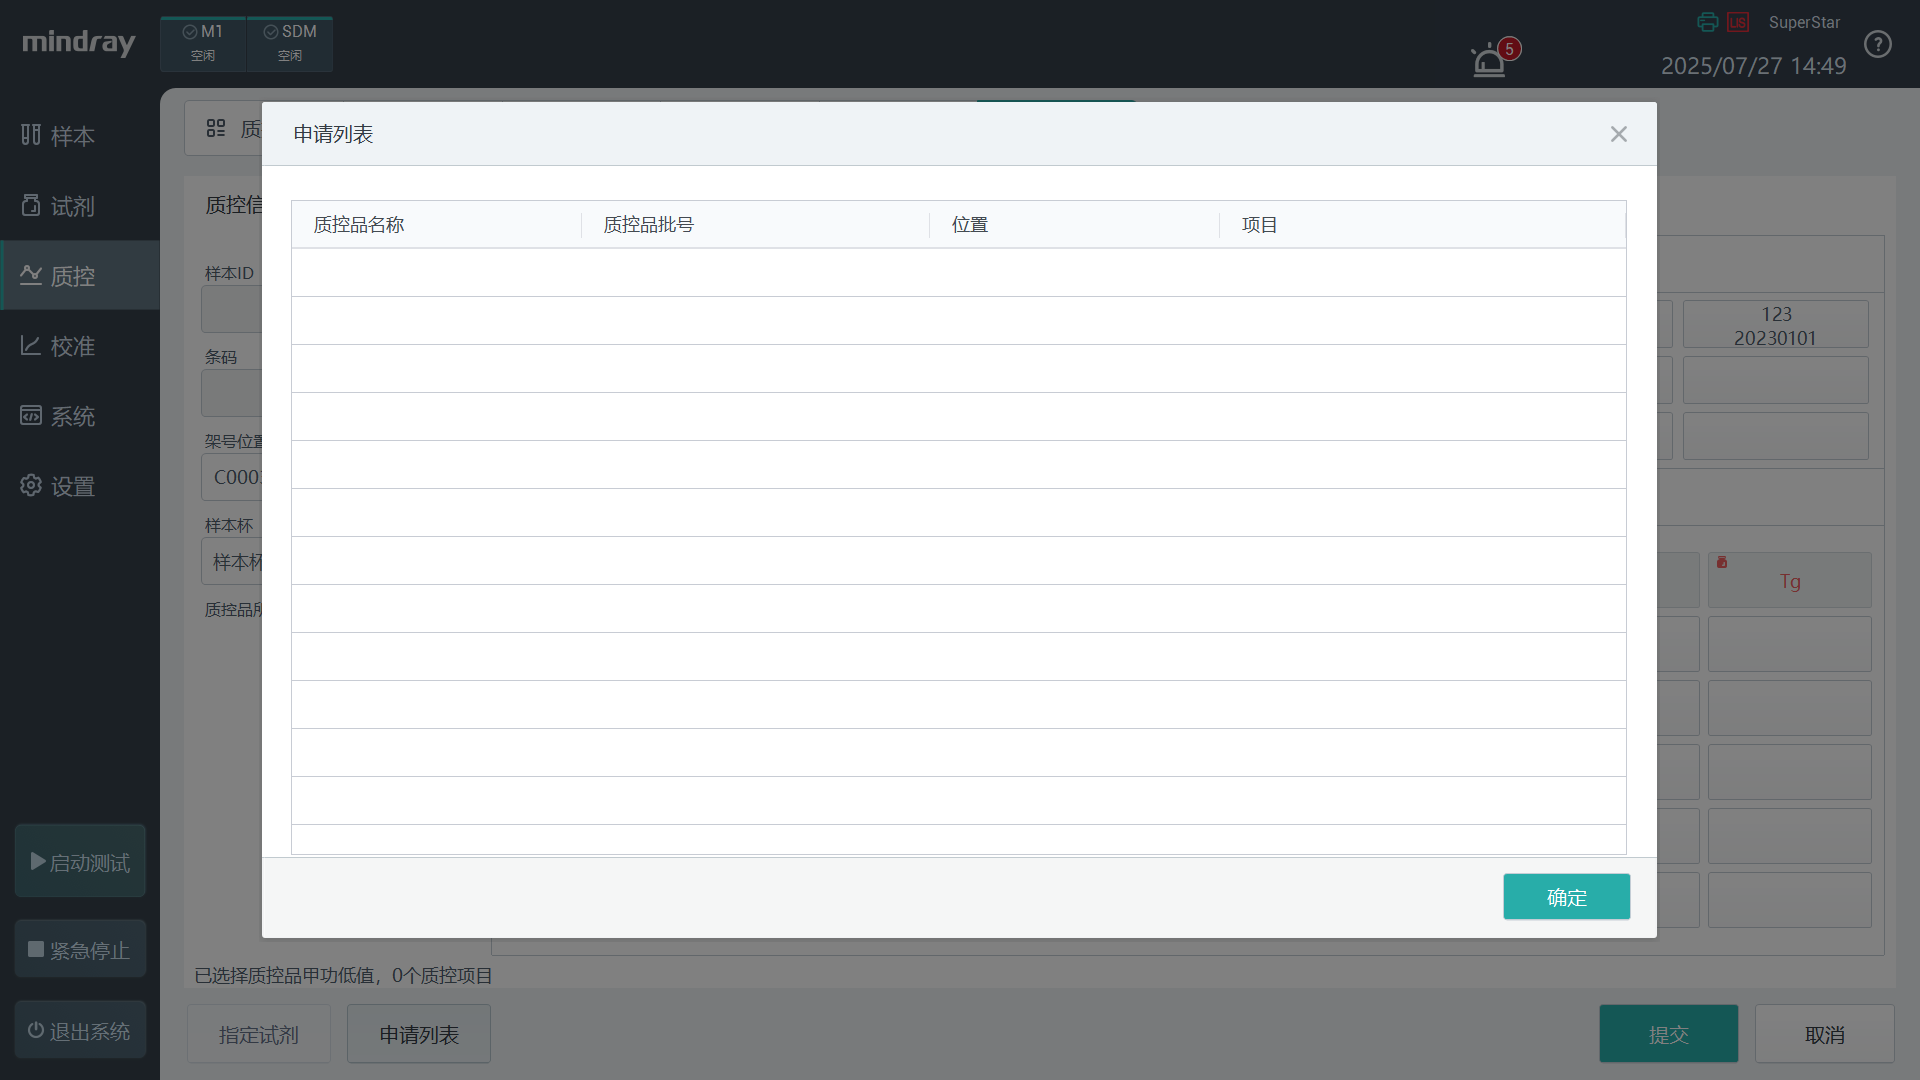 mindray
M1
空闲
SDM
空闲
5
LIS
SuperStar
2025/07/27 14:49
?
样本
试剂
质控
校准
系统
设置
启动测试
紧急停止
退出系统
质
申请列表
质控品名称
质控品批号
位置
项目
确定
质控信
样本ID
条码
架号位置
C000
样本杯
样本杯
质控品所
123
20230101
Tg
已选择质控品甲功低值，0个质控项目
指定试剂
申请列表
提交
取消